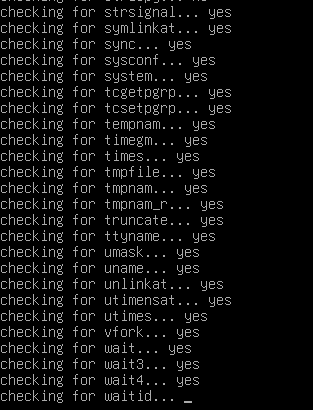 checking for strsignal... yes
checking for symlinkat... yes
checking for sync... yes
checking for sysconf... yes
checking for system... yes
checking for tcgetpgrp... yes
checking for tcsetpgrp... yes
checking for tempnam... yes
checking for timegm... yes
checking for times... yes
checking for tmpfile... yes
checking for tmpnam... yes
checking for tmpnam_r... yes
checking for truncate... yes
checking for ttyname... yes
checking for umask... yes
checking for uname... yes
checking for unlinkat... yes
checking for utimensat... yes
checking for utimes... yes
checking for vfork... yes
checking for wait... yes
checking for wait3... yes
checking for wait4... yes
checking for waitid... _